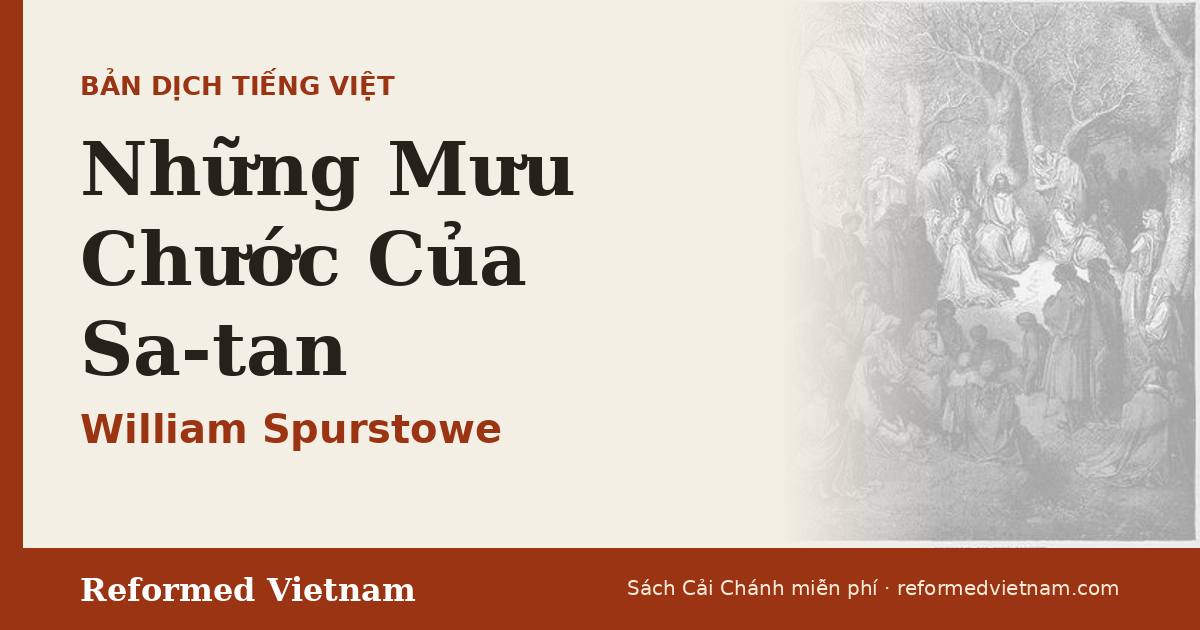 BẢN DỊCH TIẾNG VIỆT
Những Mưu
Chước Của
Sa-tan
William Spurstowe
Reformed Vietnam
Sách Cải Chánh miễn phí · reformedvietnam.com